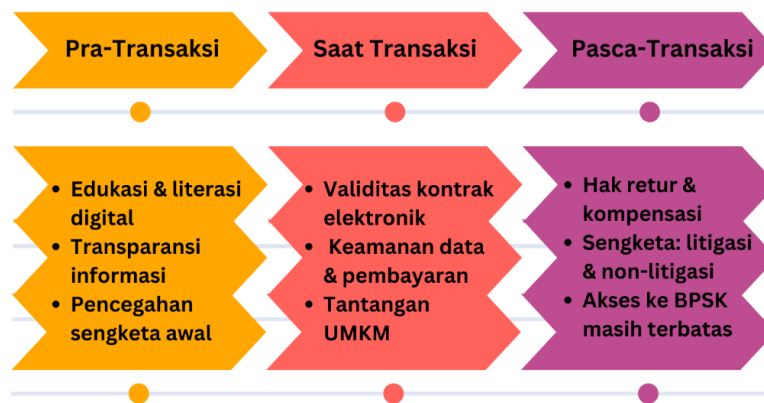 Pra-Transaksi
Saat Transaksi
Pasca-Transaksi
• Edukasi & literasi
digital
• Transparansi
informasi
• Pencegahan
sengketa awal
• Validitas kontrak
elektronik
• Keamanan data
& pembayaran
• Tantangan
UMKM
• Hak retur &
kompensasi
• Sengketa: litigasi
& non-litigasi
• Akses ke BPSK
masih terbatas